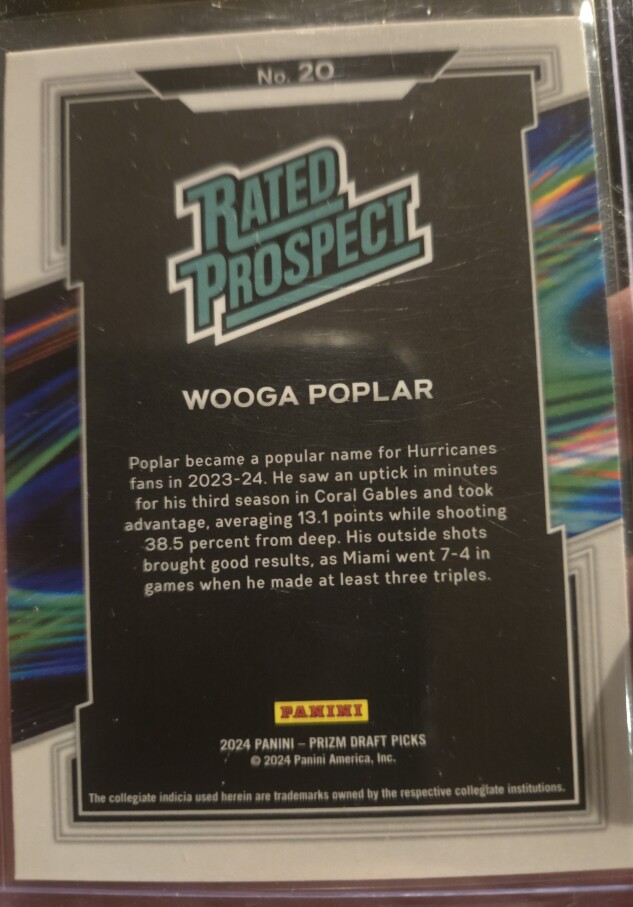 No. 20
RATED
PROSPECT
WOOGA POPLAR
Poplar became a popular name for Hurricanes
fans in 2023-24. He saw an uptick in minutes
for his third season in Coral Gables and took
advantage, averaging 13.1 points while shooting
38.5 percent from deep. His outside shots
brought good results, as Miami went 7-4 in
games when he made at least three triples.
PANINI
2024 PANINI – PRIZM DRAFT PICKS
© 2024 Panini America, Inc.
The collegiate indicia used herein are trademarks owned by the respective collegiate institutions.